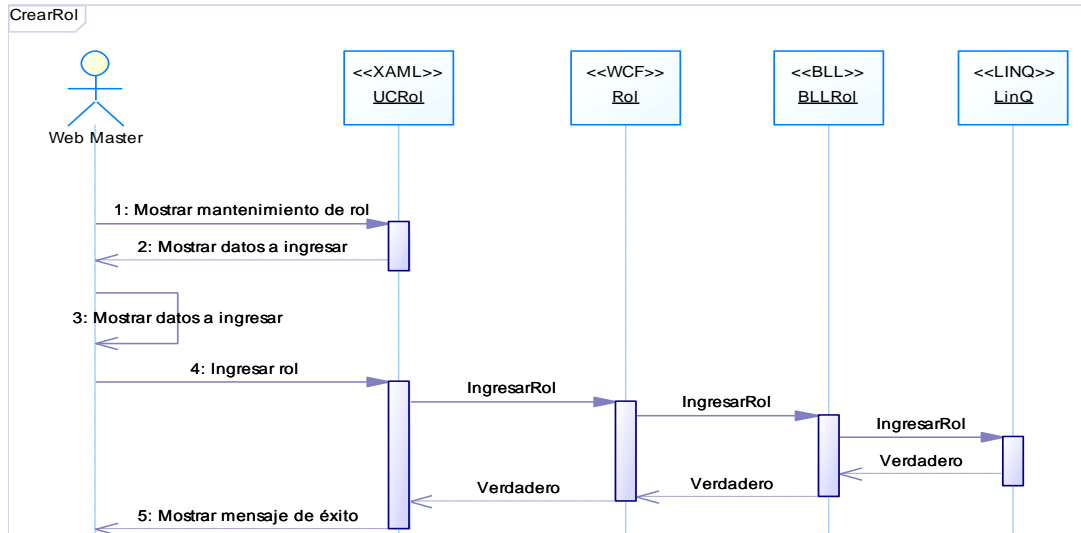 CrearRol
<<XAML>>
UCRol
<<WCF>>
Rol
<<BLL>>
BLLRol
<<LINQ>>
LinQ
Web Master
1: Mostrar mantenimiento de rol
2: Mostrar datos a ingresar
3: Mostrar datos a ingresar
4: Ingresar rol
IngresarRol
IngresarRol
IngresarRol
Verdadero
Verdadero
Verdadero
5: Mostrar mensaje de éxito